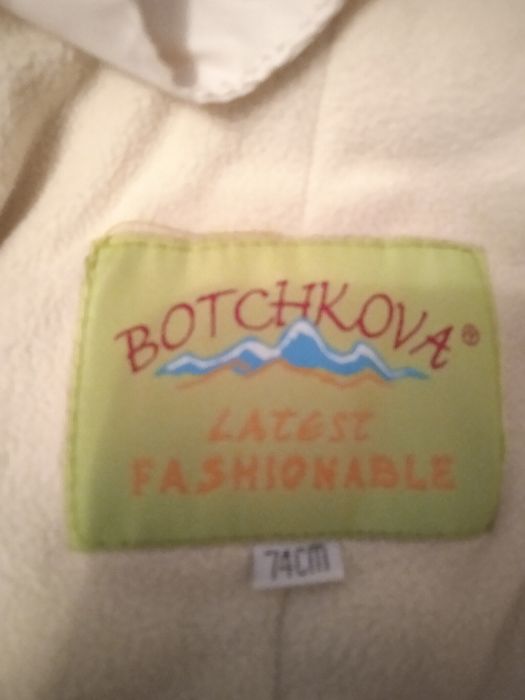 BOTCHKOVA®
LATEST
FASHIONABLE
74CM